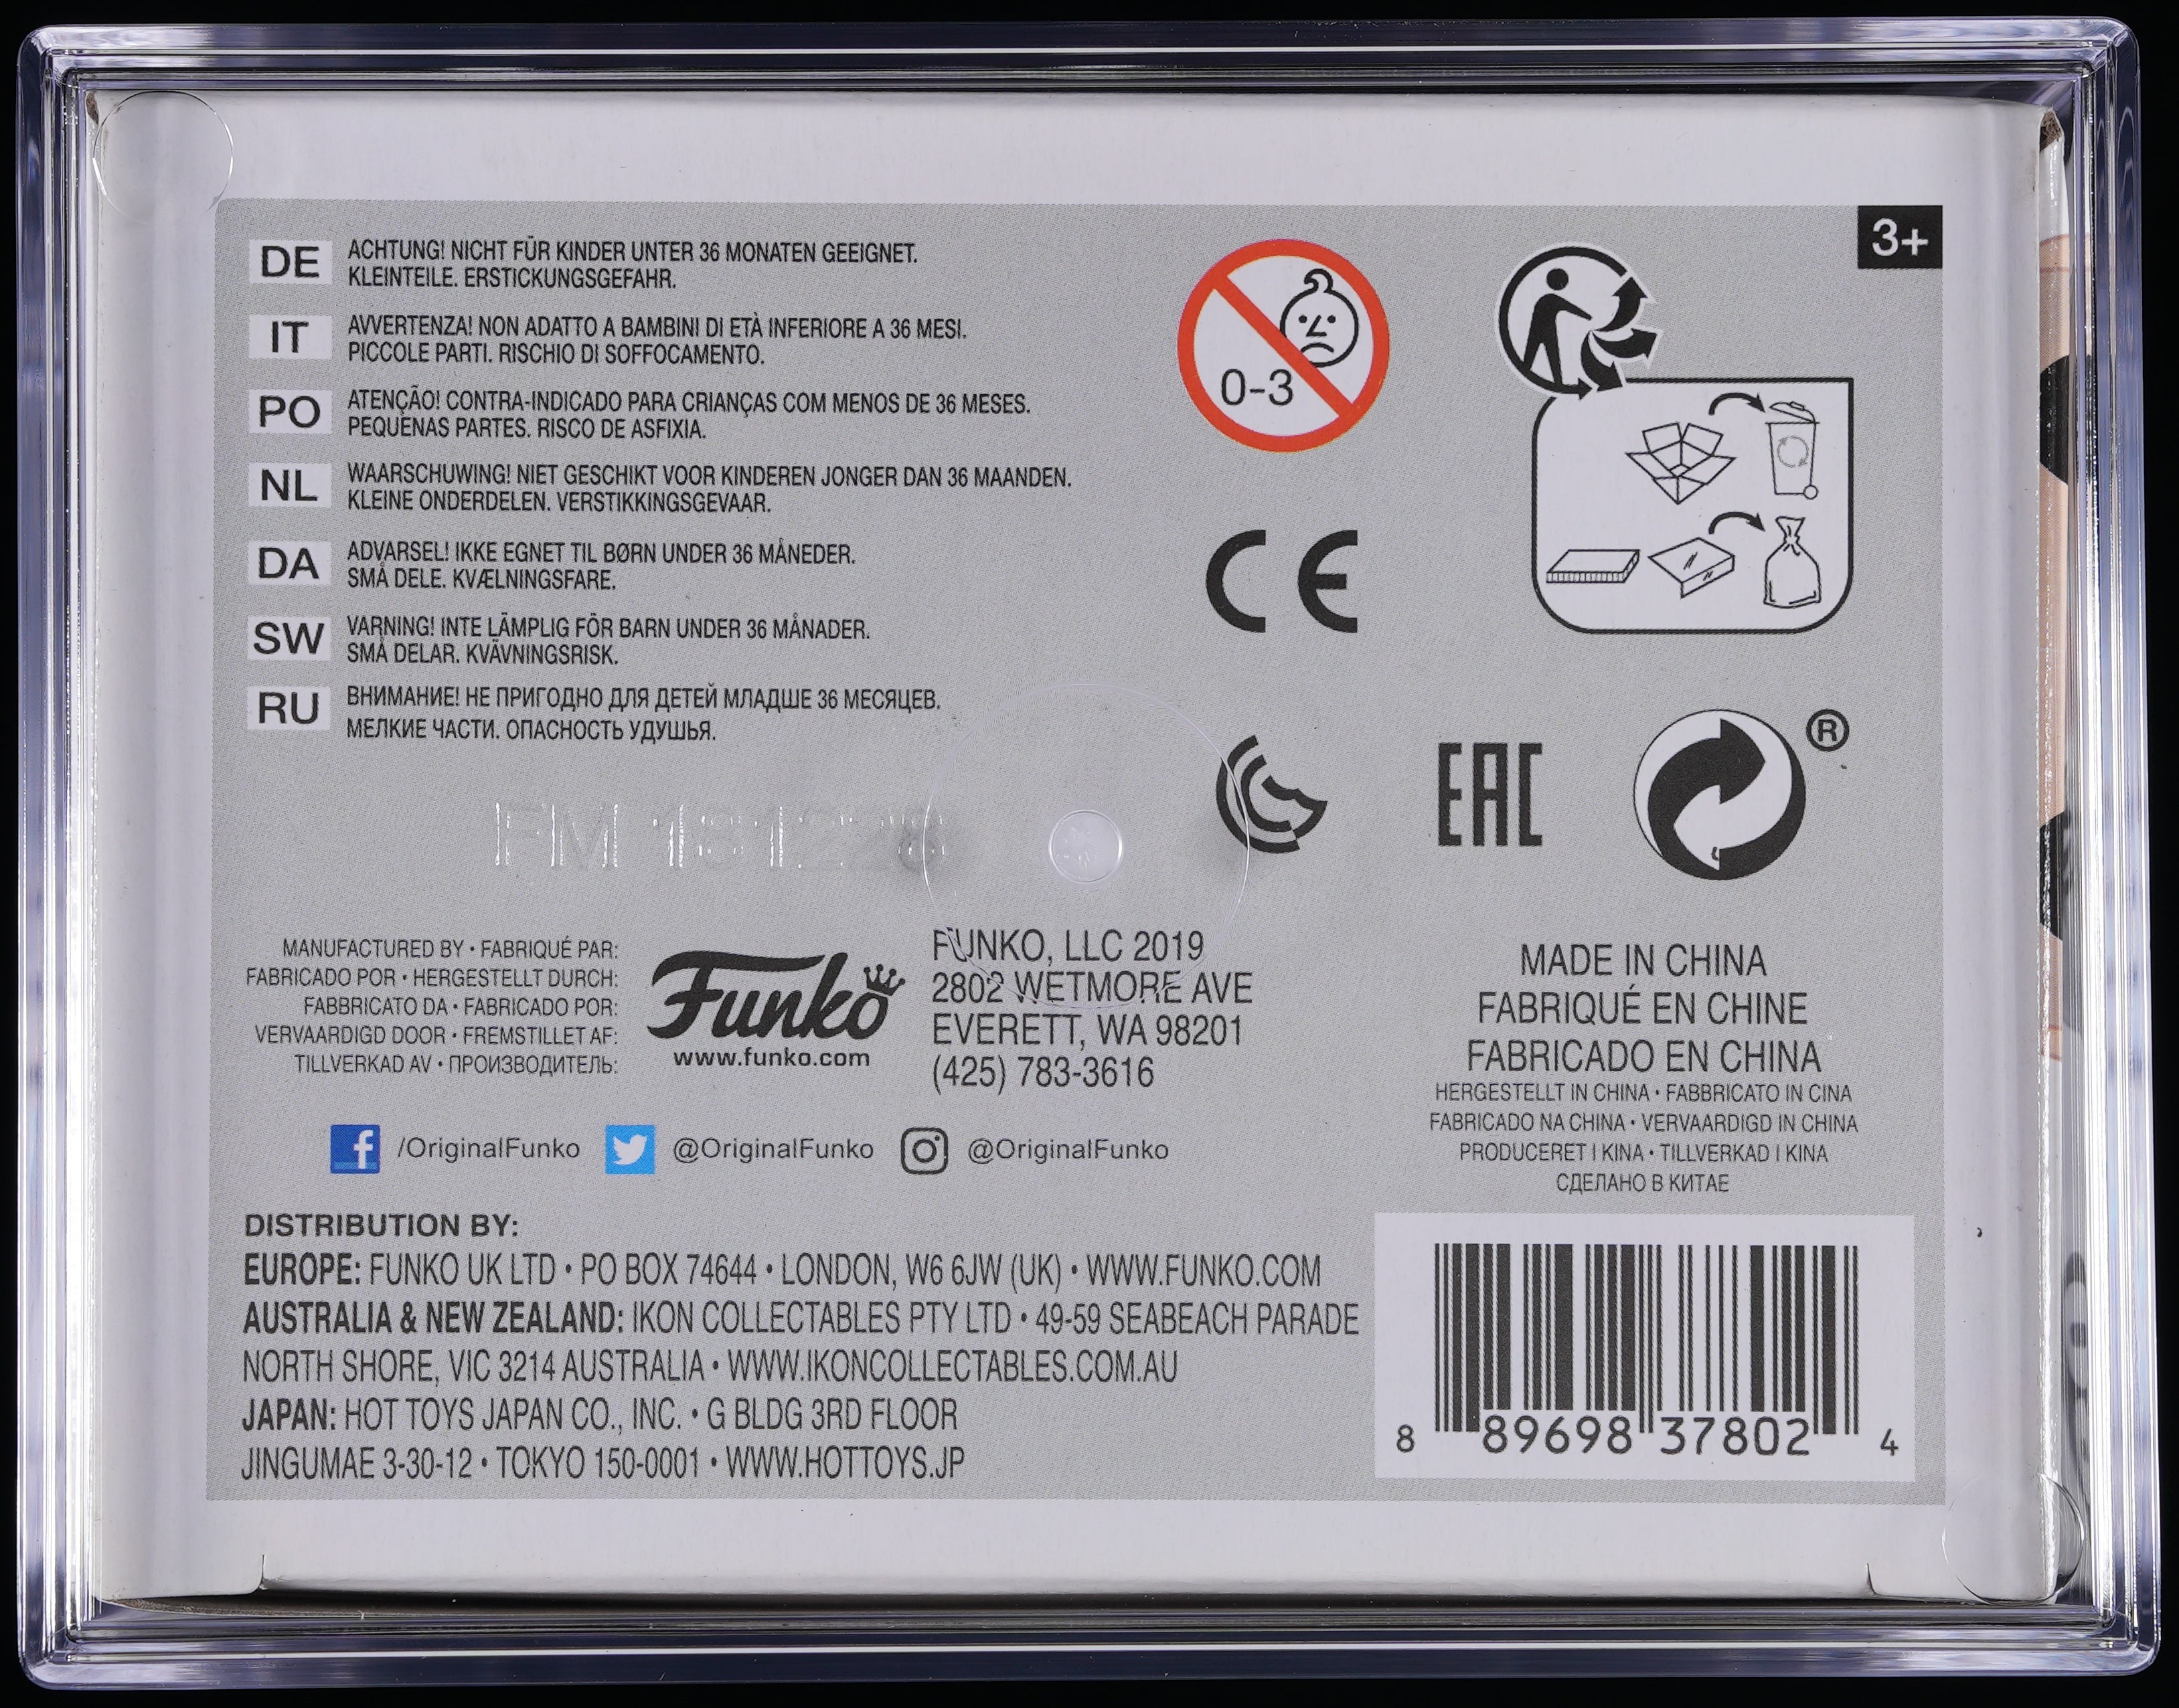 3+
DE
ACHTUNG! NICHT FÜR KINDER UNTER 36 MONATEN GEEIGNET.
KLEINTEILE. ERSTICKUNGSGEFAHR.
IT
AVVERTENZA! NON ADATTO A BAMBINI DI ETÀ INFERIORE A 36 MESI.
PICCOLE PARTI. RISCHIO DI SOFFOCAMENTO.
PO
ATENÇÃO! CONTRA-INDICADO PARA CRIANÇAS COM MENOS DE 36 MESES.
PEQUENAS PARTES. RISCO DE ASFIXIA.
NL
WAARSCHUWING! NIET GESCHIKT VOOR KINDEREN JONGER DAN 36 MAANDEN.
KLEINE ONDERDELEN. VERSTIKKINGSGEVAAR.
DA
ADVARSEL! IKKE EGNET TIL BØRN UNDER 36 MÅNEDER.
SMÅ DELE. KVÆLNINGSFARE.
SW
VARNING! INTE LÄMPLIG FÖR BARN UNDER 36 MÅNADER.
SMÅ DELAR. KVÄVNINGSRISK.
RU
ВНИМАНИЕ! НЕ ПРИГОДНО ДЛЯ ДЕТЕЙ МЛАДШЕ 36 МЕСЯЦЕВ.
МЕЛКИЕ ЧАСТИ. ОПАСНОСТЬ УДУШЬЯ.
0-3
CE
EAC
®
FM 181228
MANUFACTURED BY • FABRIQUÉ PAR:
FABRICADO POR • HERGESTELLT DURCH:
FABBRICATO DA • FABRICADO POR:
VERVAARDIGD DOOR • FREMSTILLET AF:
TILLVERKAD AV • ПРОИЗВОДИТЕЛЬ:
Funko
www.funko.com
FUNKO, LLC 2019
2802 WETMORE AVE
EVERETT, WA 98201
(425) 783-3616
MADE IN CHINA
FABRIQUÉ EN CHINE
FABRICADO EN CHINA
HERGESTELLT IN CHINA • FABBRICATO IN CINA
FABRICADO NA CHINA • VERVAARDIGD IN CHINA
PRODUCERET I KINA • TILLVERKAD I KINA
СДЕЛАНО В КИТАЕ
/OriginalFunko @OriginalFunko @OriginalFunko
DISTRIBUTION BY:
EUROPE: FUNKO UK LTD • PO BOX 74644 • LONDON, W6 6JW (UK) • WWW.FUNKO.COM
AUSTRALIA & NEW ZEALAND: IKON COLLECTABLES PTY LTD • 49-59 SEABEACH PARADE
NORTH SHORE, VIC 3214 AUSTRALIA • WWW.IKONCOLLECTABLES.COM.AU
JAPAN: HOT TOYS JAPAN CO., INC. • G BLDG 3RD FLOOR
JINGUMAE 3-30-12 • TOKYO 150-0001 • WWW.HOTTOYS.JP
8 89698 37802 4